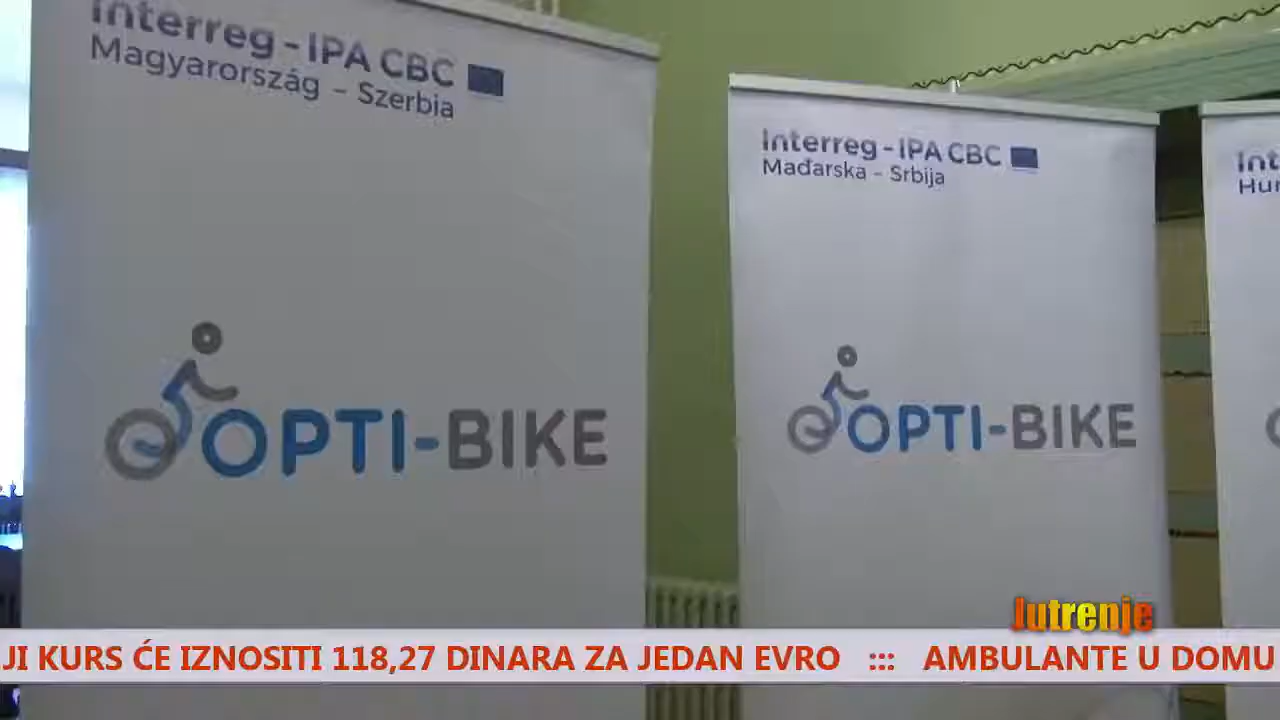 Interreg - IPA CBC
Magyarország – Szerbia
OPTI-BIKE
Interreg - IPA CBC
Mađarska – Srbija
OPTI-BIKE
Jutrenje
JI KURS ĆE IZNOSITI 118,27 DINARA ZA JEDAN EVRO ::: AMBULANTE U DOMU